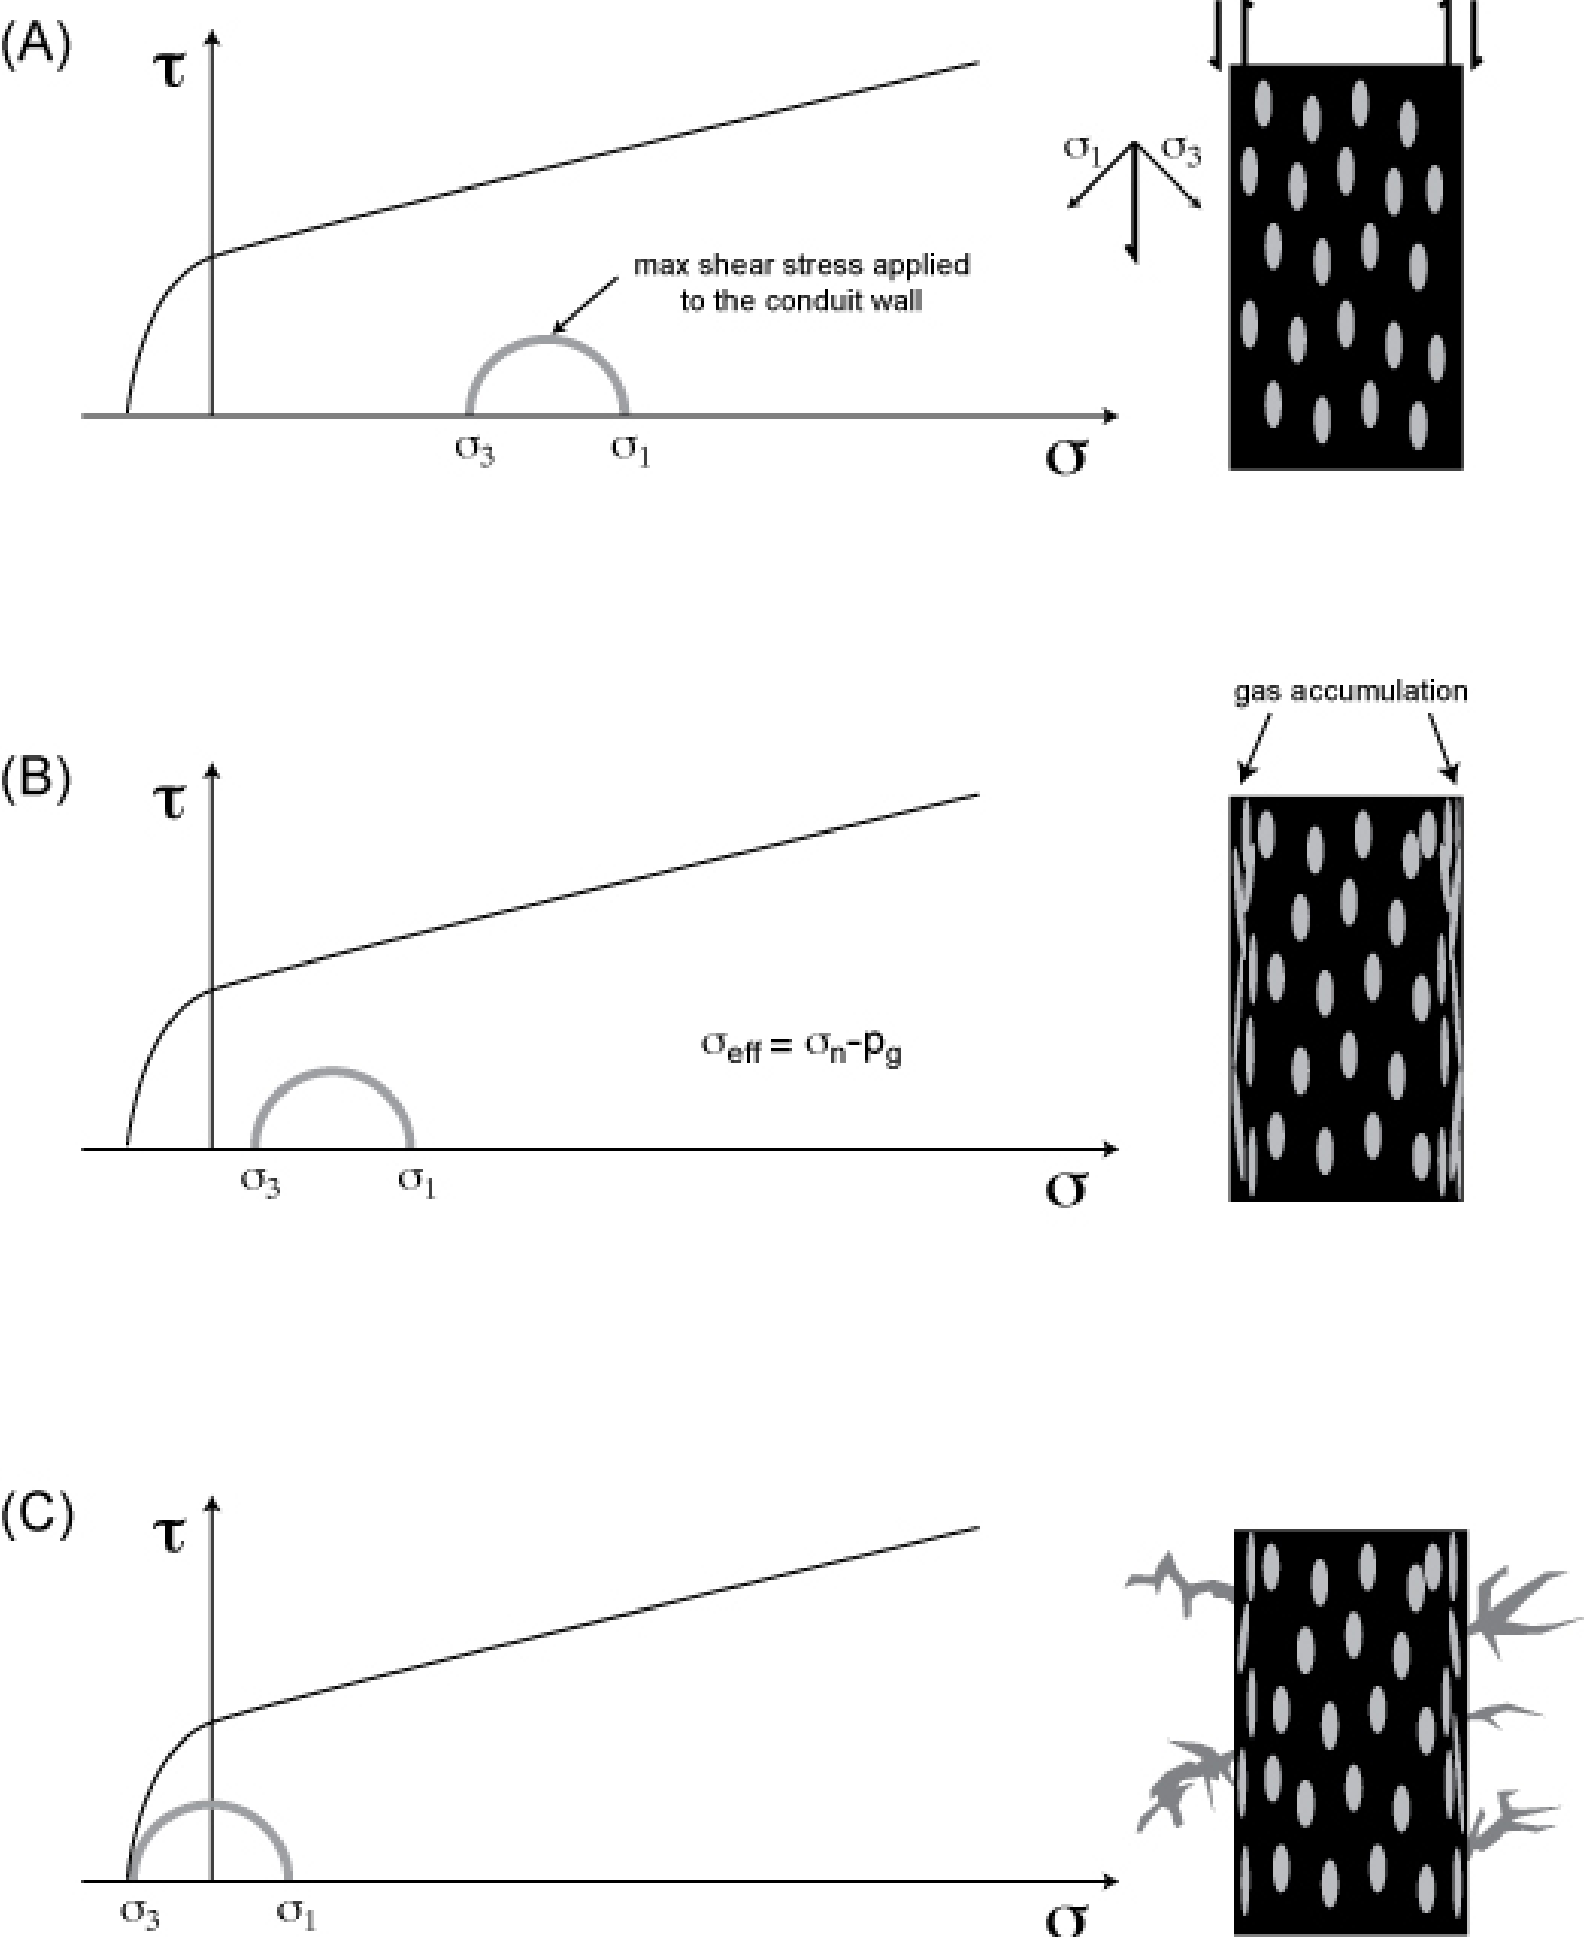 (A)
τ
σ1
σ3
max shear stress applied
to the conduit wall
σ3
σ1
σ
gas accumulation
(B)
τ
σeff = σn-pg
σ3
σ1
σ
(C)
τ
σ3
σ1
σ